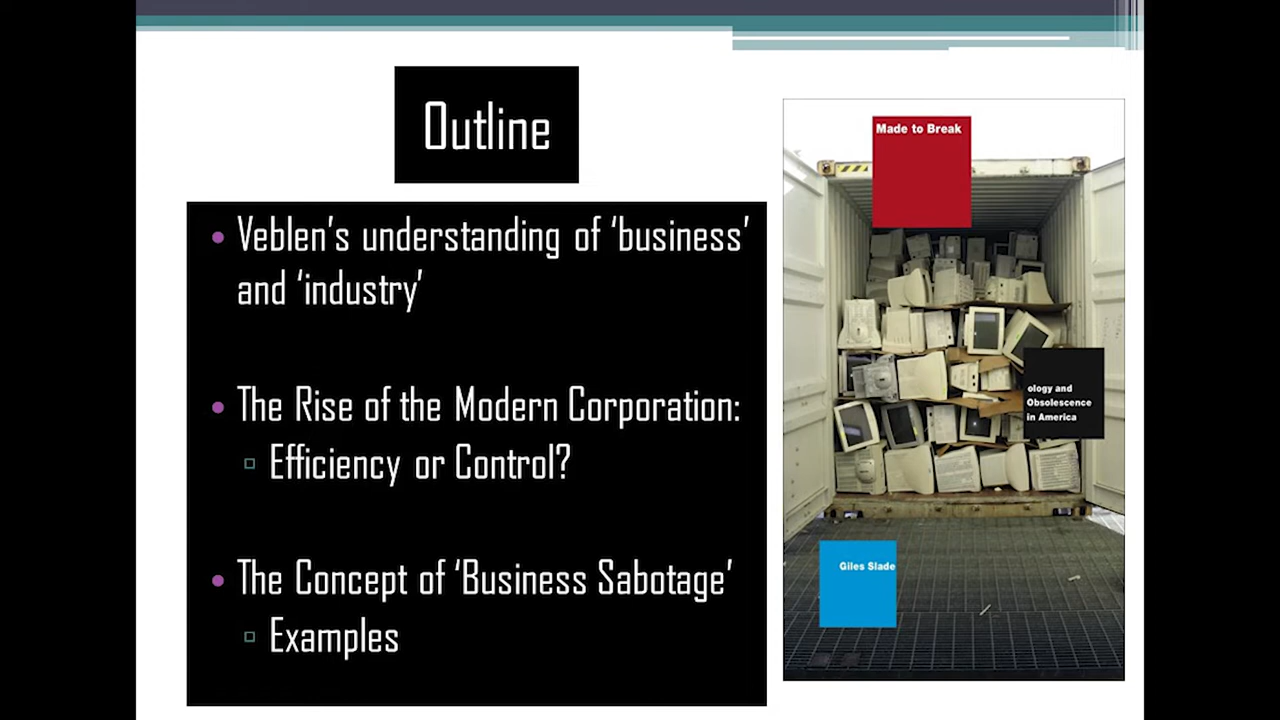 Outline
• Veblen's understanding of 'business'
and 'industry'
• The Rise of the Modern Corporation:
▫ Efficiency or Control?
• The Concept of 'Business Sabotage'
▫ Examples
Made to Break
ology and
Obsolescence
in America
Giles Slade